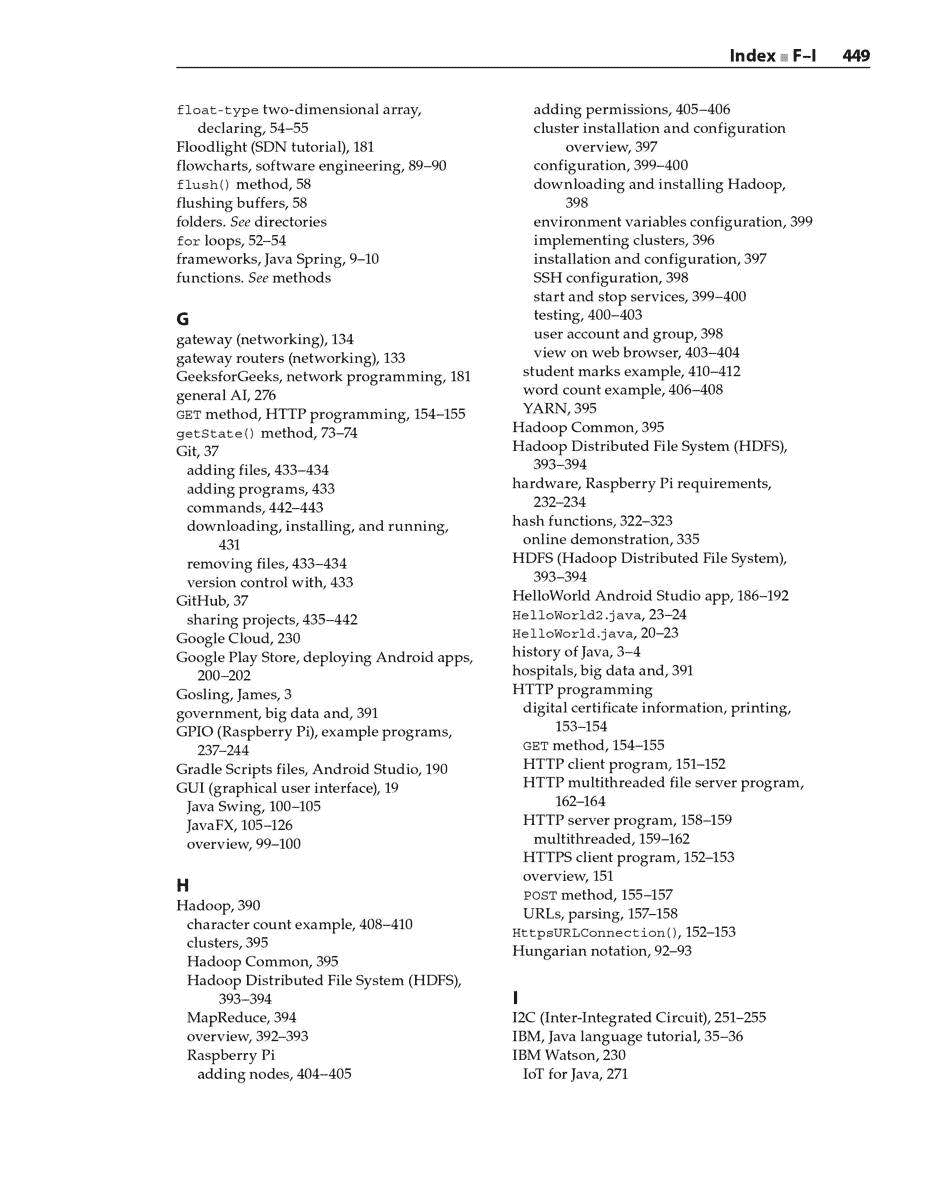 Index ■ F–I 449
float-type two-dimensional array,
declaring, 54–55
Floodlight (SDN tutorial), 181
flowcharts, software engineering, 89–90
flush() method, 58
flushing buffers, 58
folders. See directories
for loops, 52–54
frameworks, Java Spring, 9–10
functions. See methods
G
gateway (networking), 134
gateway routers (networking), 133
GeeksforGeeks, network programming, 181
general AI, 276
GET method, HTTP programming, 154–155
getState() method, 73–74
Git, 37
adding files, 433–434
adding programs, 433
commands, 442–443
downloading, installing, and running,
431
removing files, 433–434
version control with, 433
GitHub, 37
sharing projects, 435–442
Google Cloud, 230
Google Play Store, deploying Android apps,
200–202
Gosling, James, 3
government, big data and, 391
GPIO (Raspberry Pi), example programs,
237–244
Gradle Scripts files, Android Studio, 190
GUI (graphical user interface), 19
Java Swing, 100–105
JavaFX, 105–126
overview, 99–100
H
Hadoop, 390
character count example, 408–410
clusters, 395
Hadoop Common, 395
Hadoop Distributed File System (HDFS),
393–394
MapReduce, 394
overview, 392–393
Raspberry Pi
adding nodes, 404–405
adding permissions, 405–406
cluster installation and configuration
overview, 397
configuration, 399–400
downloading and installing Hadoop,
398
environment variables configuration, 399
implementing clusters, 396
installation and configuration, 397
SSH configuration, 398
start and stop services, 399–400
testing, 400–403
user account and group, 398
view on web browser, 403–404
student marks example, 410–412
word count example, 406–408
YARN, 395
Hadoop Common, 395
Hadoop Distributed File System (HDFS),
393–394
hardware, Raspberry Pi requirements,
232–234
hash functions, 322–323
online demonstration, 335
HDFS (Hadoop Distributed File System),
393–394
HelloWorld Android Studio app, 186–192
HelloWorld2.java, 23–24
HelloWorld.java, 20–23
history of Java, 3–4
hospitals, big data and, 391
HTTP programming
digital certificate information, printing,
153–154
GET method, 154–155
HTTP client program, 151–152
HTTP multithreaded file server program,
162–164
HTTP server program, 158–159
multithreaded, 159–162
HTTPS client program, 152–153
overview, 151
POST method, 155–157
URLs, parsing, 157–158
HttpsURLConnection(), 152–153
Hungarian notation, 92–93
I
I2C (Inter-Integrated Circuit), 251–255
IBM, Java language tutorial, 35–36
IBM Watson, 230
IoT for Java, 271